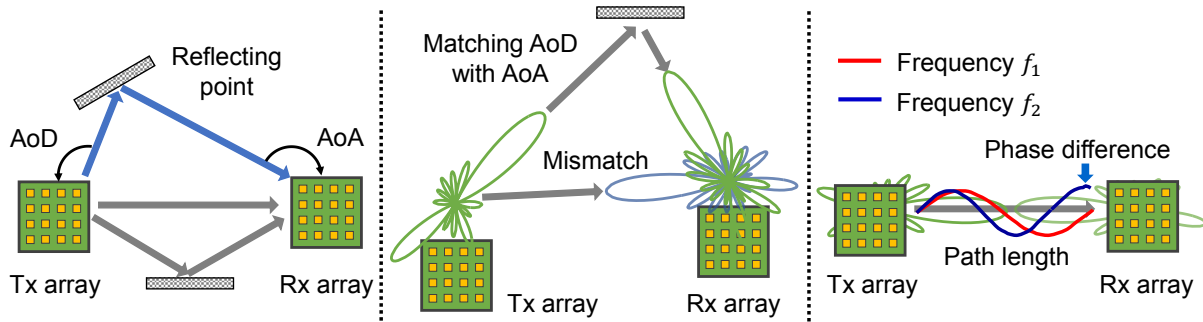 Reflecting
point
AoD
AoA
Tx array
Rx array
Matching AoD
with AoA
Mismatch
Tx array
Rx array
Frequency f₁
Frequency f₂
Phase difference
Path length
Tx array
Rx array